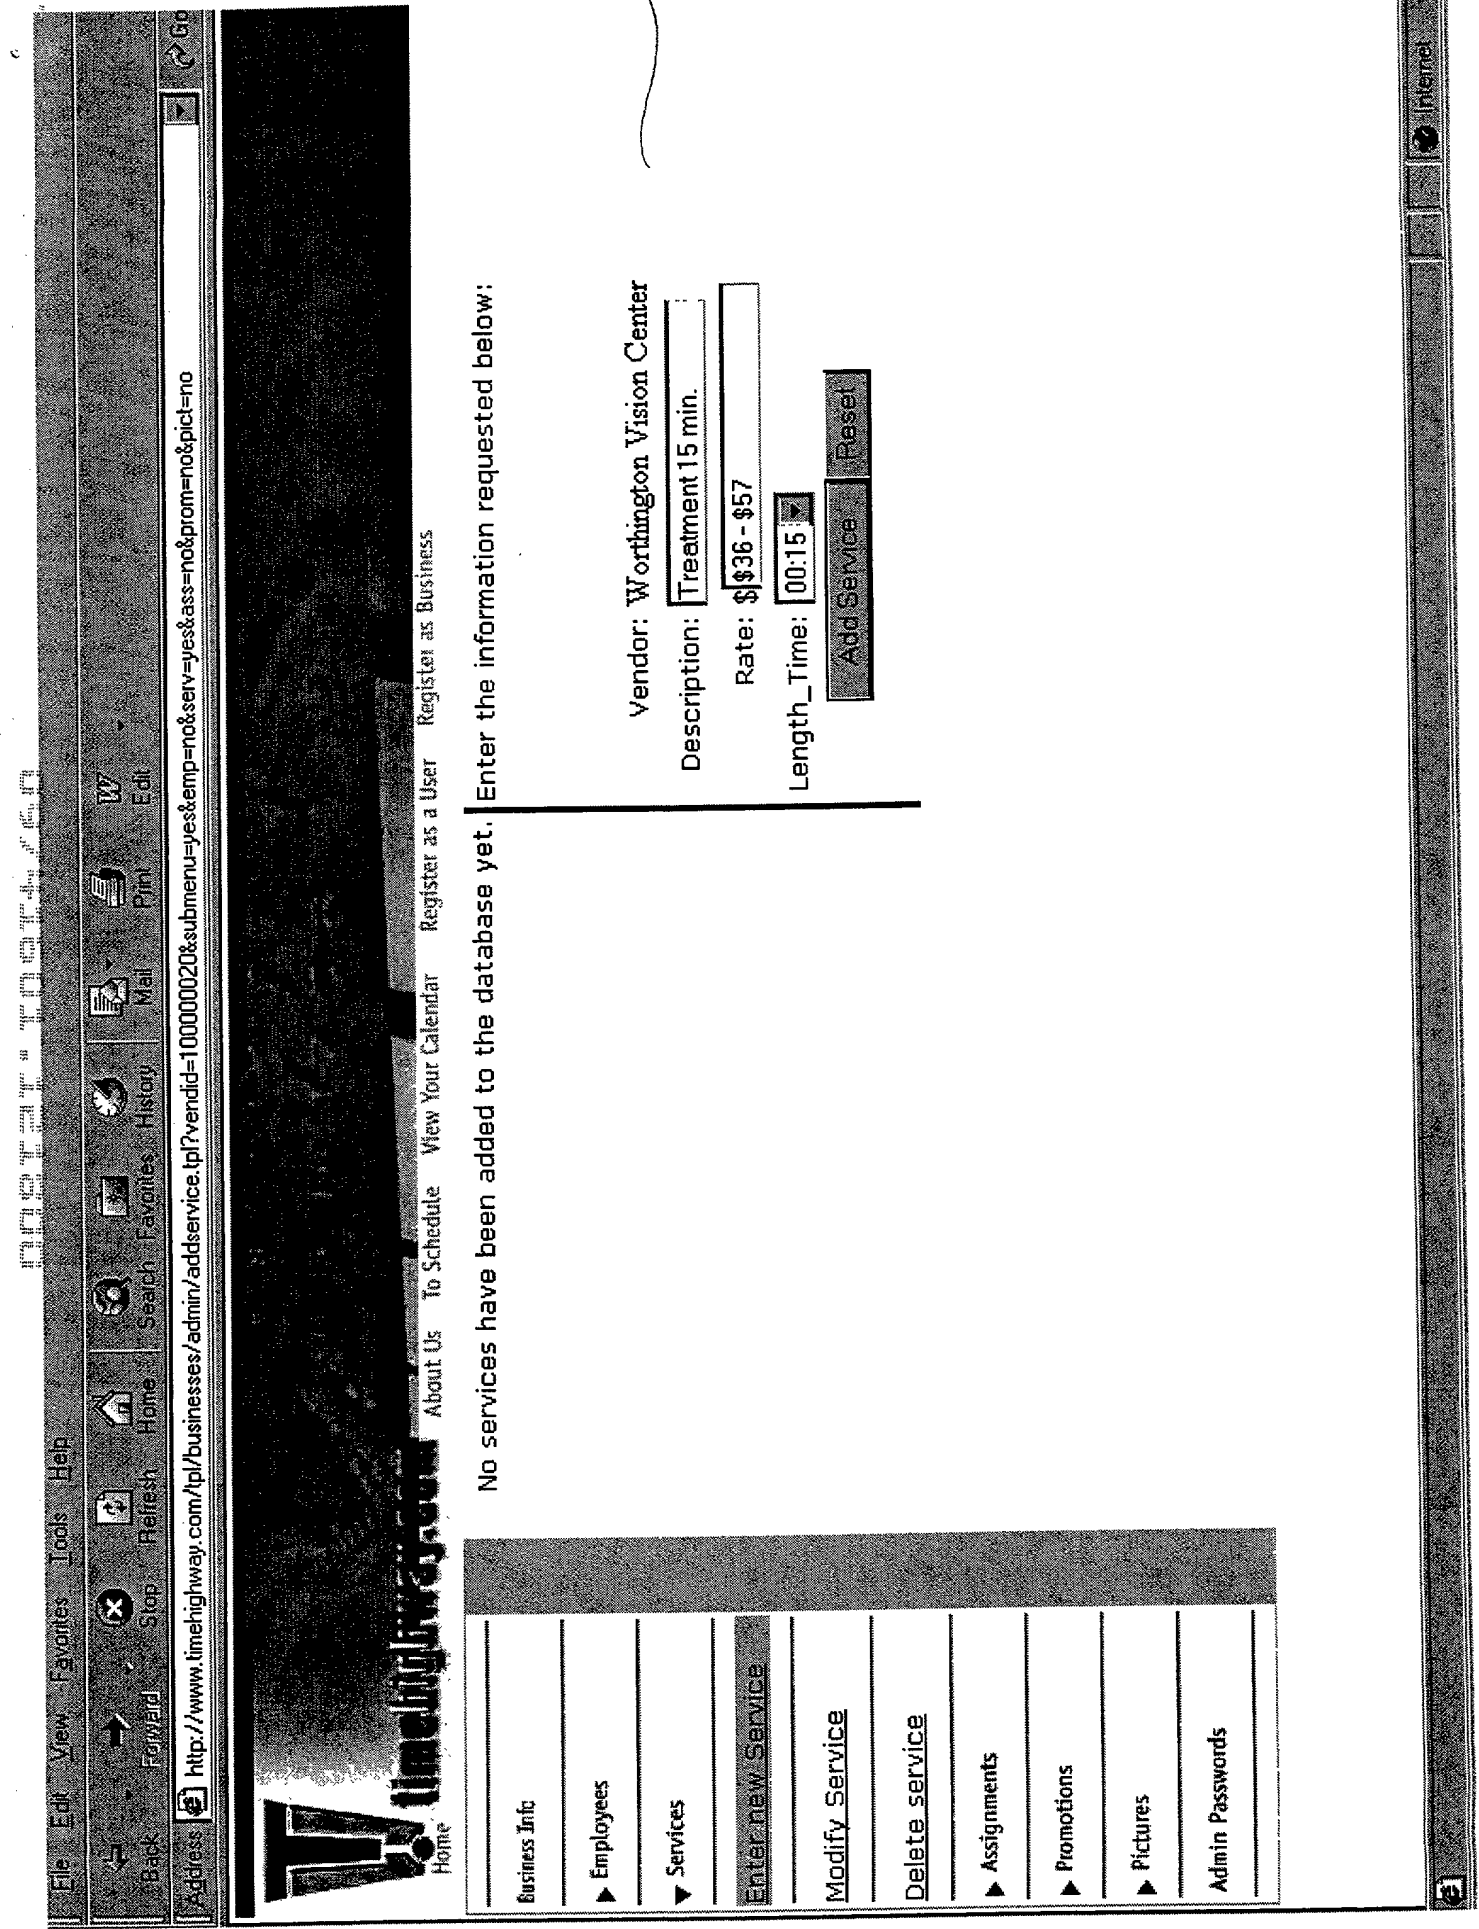 File Edit View Favorites Tools Help
Back Forward Stop Refresh Home Search Favorites History Mail Print Edit
Address http://www.timehighway.com/tpl/businesses/admin/addservice.tpl?vendid=100000020&submenu=yes&emp=no&serv=yes&ass=no&prom=no&pict=no Go
timehighway.com
Home About Us To Schedule View Your Calendar Register as a User Register as Business
Business Info
Employees
Services
Enter new Service
Modify Service
Delete service
Assignments
Promotions
Pictures
Admin Passwords
No services have been added to the database yet.
Enter the information requested below:
Vendor: Worthington Vision Center
Description: Treatment 15 min.
Rate: $ $36 - $57
Length_Time: 00:15
Add Service Reset
Internet